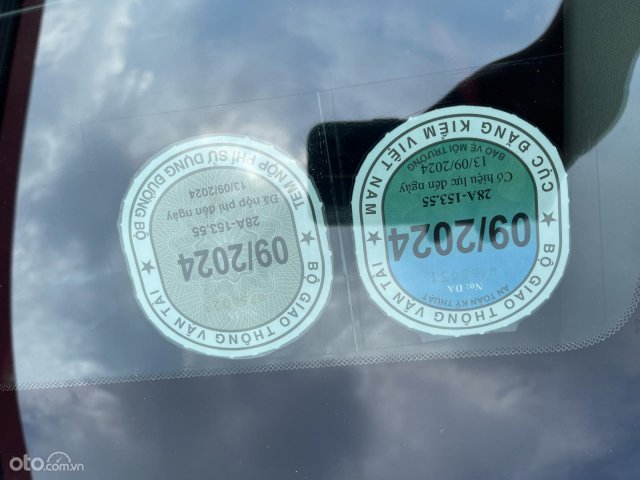 TEM NỘP PHÍ SỬ DỤNG ĐƯỜNG BỘ
BỘ GIAO THÔNG VẬN TẢI
09/2024
28A-153.55
Đã nộp phí đến ngày
13/09/2024
CỤC ĐĂNG KIỂM VIỆT NAM
BỘ GIAO THÔNG VẬN TẢI
AN TOÀN KỸ THUẬT
No: DA
09/2024
28A-153.55
Có hiệu lực đến ngày
13/09/2024
BẢO VỆ MÔI TRƯỜNG
oto.com.vn